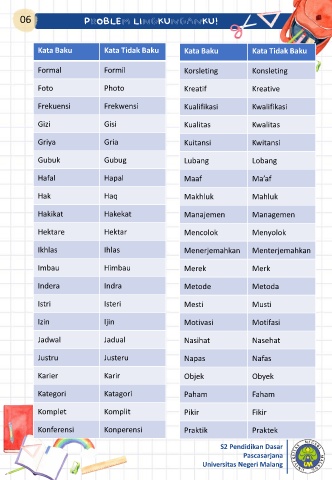 06
PROBLEM LINGKUNGANKU!
Kata Baku Kata Tidak Baku
Formal Formil
Foto Photo
Frekuensi Frekwensi
Gizi Gisi
Griya Gria
Gubuk Gubug
Hafal Hapal
Hak Haq
Hakikat Hakekat
Hektare Hektar
Ikhlas Ihlas
Imbau Himbau
Indera Indra
Istri Isteri
Izin Ijin
Jadwal Jadual
Justru Justeru
Karier Karir
Kategori Katagori
Komplet Komplit
Konferensi Konperensi
Kata Baku Kata Tidak Baku
Korsleting Konsleting
Kreatif Kreative
Kualifikasi Kwalifikasi
Kualitas Kwalitas
Kuitansi Kwitansi
Lubang Lobang
Maaf Ma'af
Makhluk Mahluk
Manajemen Managemen
Mencolok Menyolok
Menerjemahkan Menterjemahkan
Merek Merk
Metode Metoda
Mesti Musti
Motivasi Motifasi
Nasihat Nasehat
Napas Nafas
Objek Obyek
Paham Faham
Pikir Fikir
Praktik Praktek
S2 Pendidikan Dasar
Pascasarjana
Universitas Negeri Malang